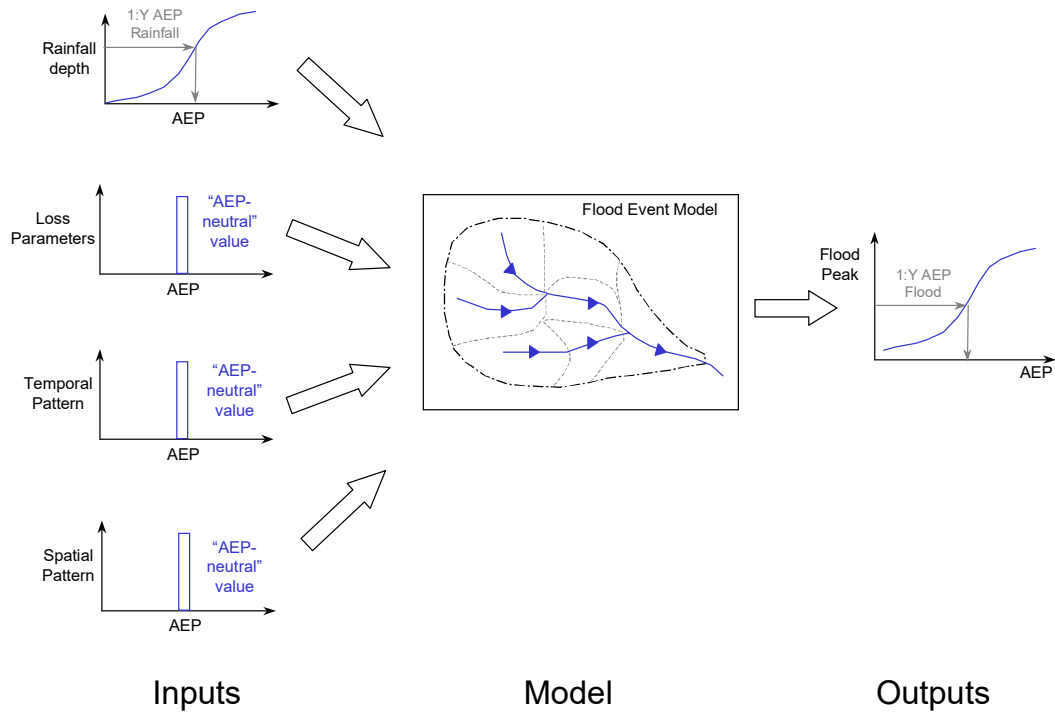 1:Y AEP
Rainfall
Rainfall
depth
AEP
Loss
Parameters
“AEP-
neutral”
value
AEP
Temporal
Pattern
“AEP-
neutral”
value
AEP
Spatial
Pattern
“AEP-
neutral”
value
AEP
Flood Event Model
Flood
Peak
1:Y AEP
Flood
AEP
Inputs
Model
Outputs